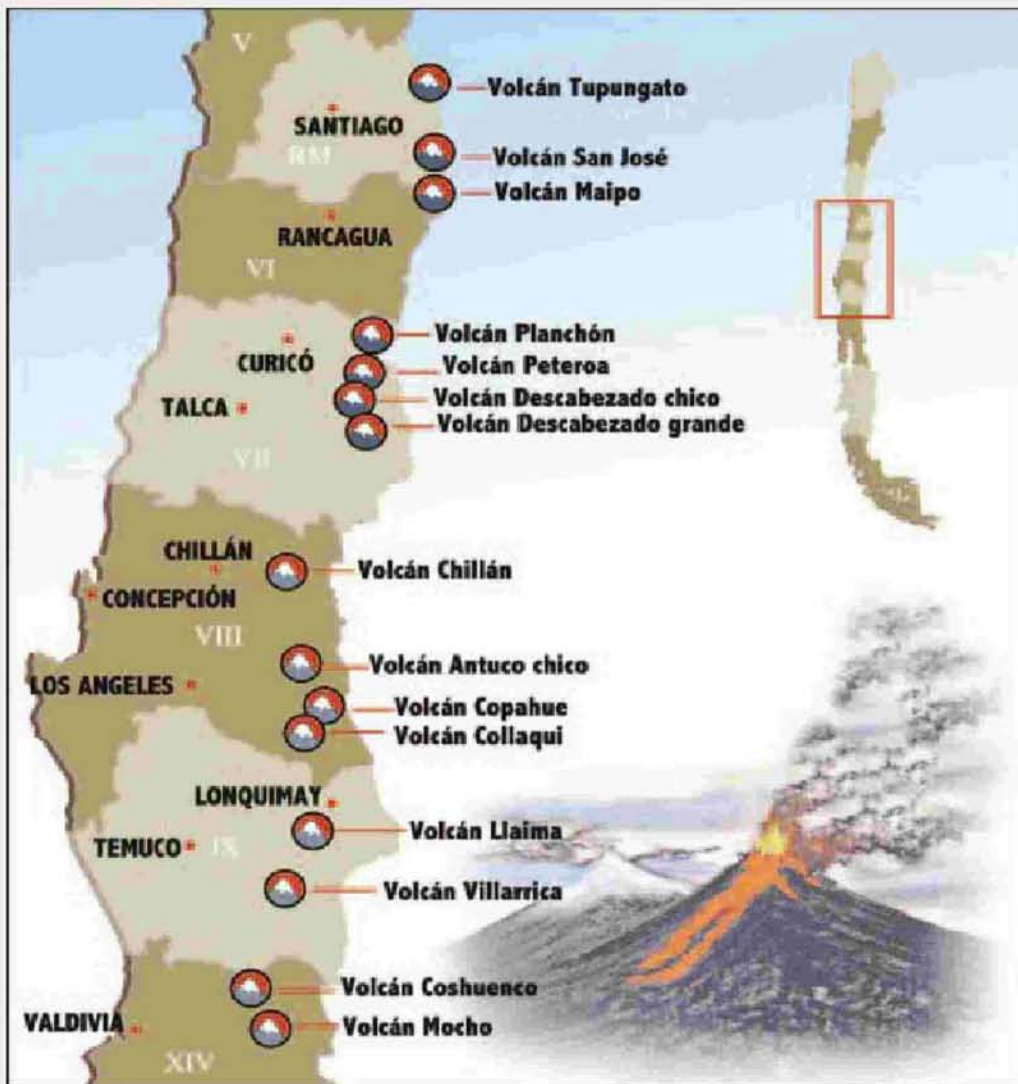 V
Volcán Tupungato
SANTIAGO
RM
Volcán San José
Volcán Maipo
RANCAGUA
VI
Volcán Planchón
CURICÓ
Volcán Peteroa
Volcán Descabezado chico
TALCA
Volcán Descabezado grande
VII
CHILLÁN
Volcán Chillán
CONCEPCIÓN
VIII
Volcán Antuco chico
LOS ANGELES
Volcán Copahue
Volcán Collaqui
LONQUIMAY
Volcán Llaima
TEMUCO
IX
Volcán Villarrica
Volcán Coshuenco
VALDIVIA
Volcán Mocho
XIV